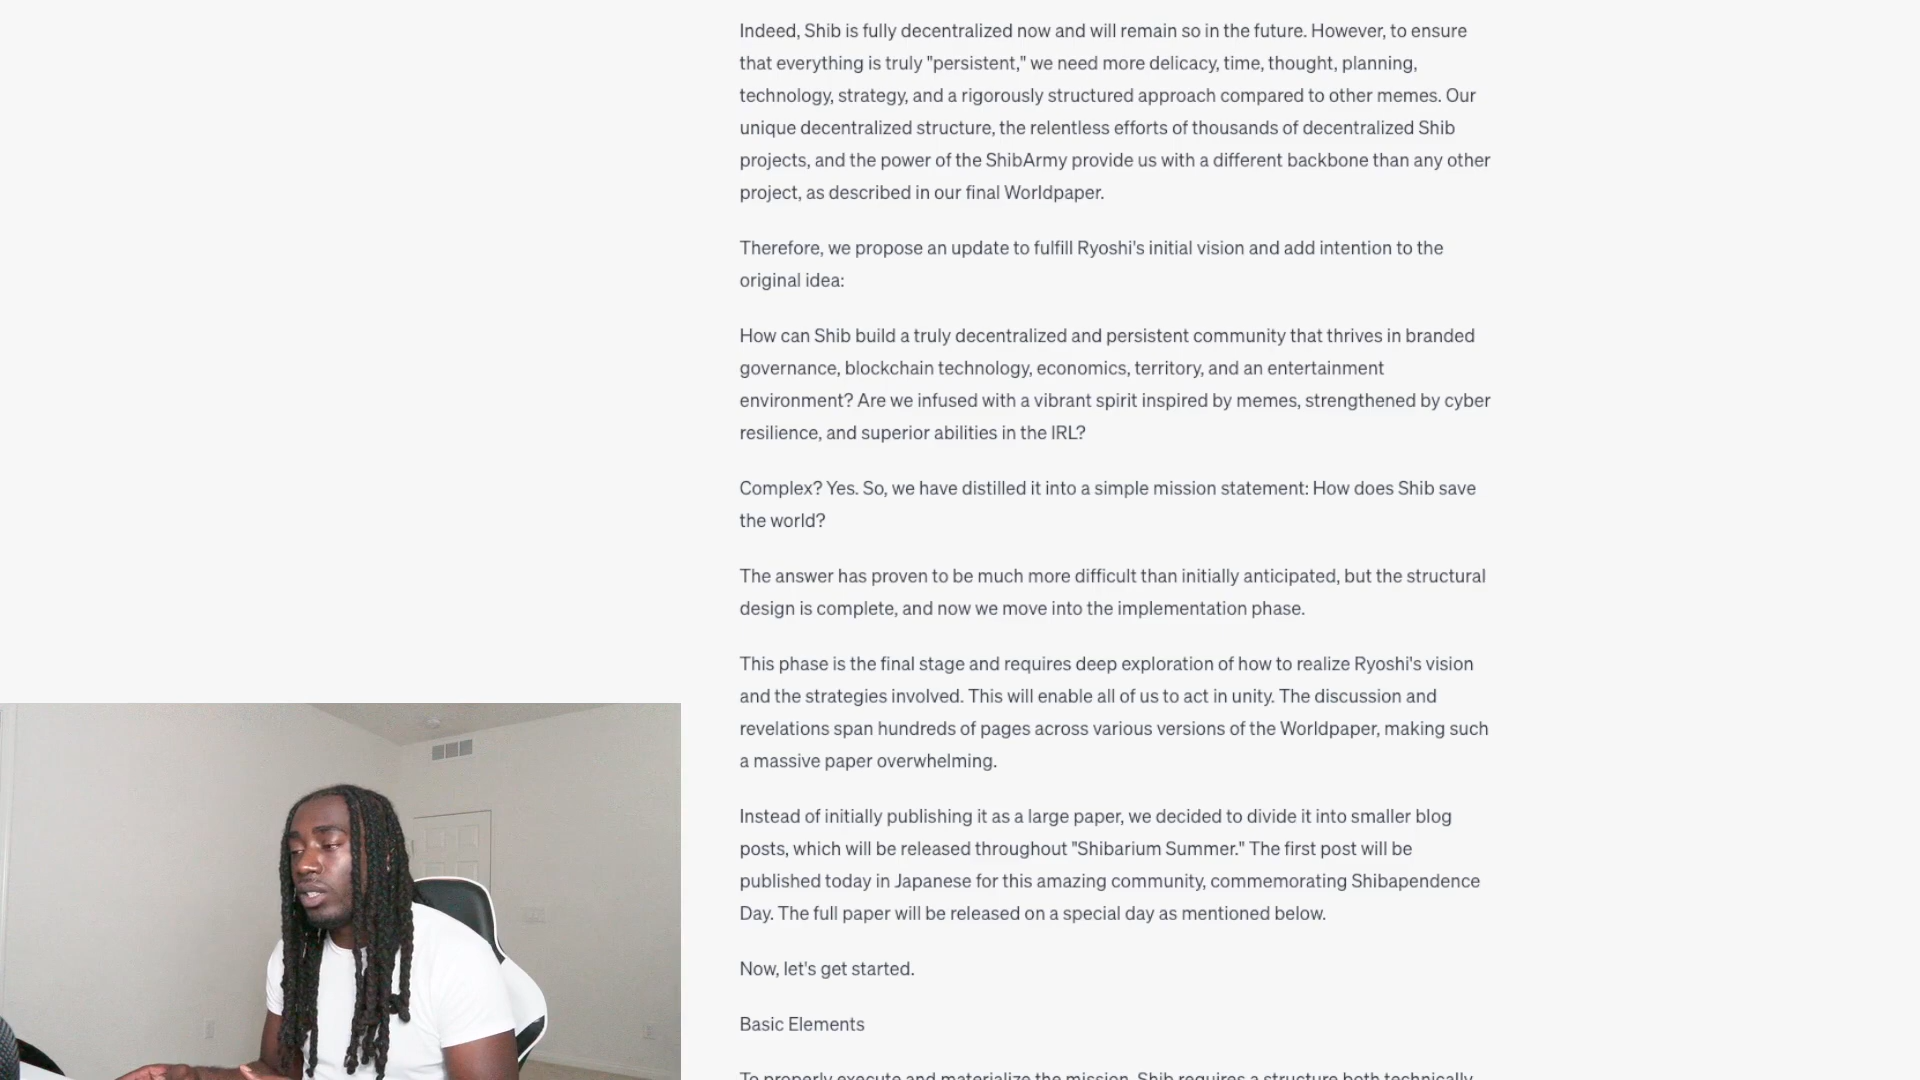 Indeed, Shib is fully decentralized now and will remain so in the future. However, to ensure
that everything is truly "persistent," we need more delicacy, time, thought, planning,
technology, strategy, and a rigorously structured approach compared to other memes. Our
unique decentralized structure, the relentless efforts of thousands of decentralized Shib
projects, and the power of the ShibArmy provide us with a different backbone than any other
project, as described in our final Worldpaper.
Therefore, we propose an update to fulfill Ryoshi's initial vision and add intention to the
original idea:
How can Shib build a truly decentralized and persistent community that thrives in branded
governance, blockchain technology, economics, territory, and an entertainment
environment? Are we infused with a vibrant spirit inspired by memes, strengthened by cyber
resilience, and superior abilities in the IRL?
Complex? Yes. So, we have distilled it into a simple mission statement: How does Shib save
the world?
The answer has proven to be much more difficult than initially anticipated, but the structural
design is complete, and now we move into the implementation phase.
This phase is the final stage and requires deep exploration of how to realize Ryoshi's vision
and the strategies involved. This will enable all of us to act in unity. The discussion and
revelations span hundreds of pages across various versions of the Worldpaper, making such
a massive paper overwhelming.
Instead of initially publishing it as a large paper, we decided to divide it into smaller blog
posts, which will be released throughout "Shibarium Summer." The first post will be
published today in Japanese for this amazing community, commemorating Shibapendence
Day. The full paper will be released on a special day as mentioned below.
Now, let's get started.
Basic Elements
To properly execute and materialize the mission, Shib requires a structure both technically